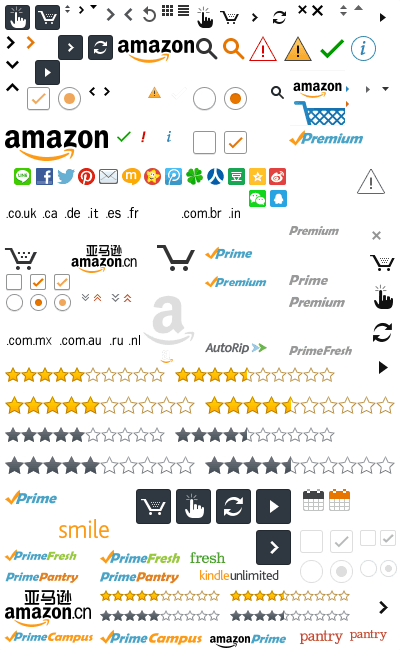 amazon
amazon
amazon
Premium
.co.uk .ca .de .it .es .fr
.com.br .in
Premium
亚马逊
amazon.cn
Prime
Premium
Prime
Premium
a
.com.mx .com.au .ru .nl
AutoRip
PrimeFresh
Prime
smile
PrimeFresh
PrimeFresh
fresh
PrimePantry
PrimePantry
kindleunlimited
亚马逊
amazon.cn
PrimeCampus
PrimeCampus
amazonPrime
pantry
pantry